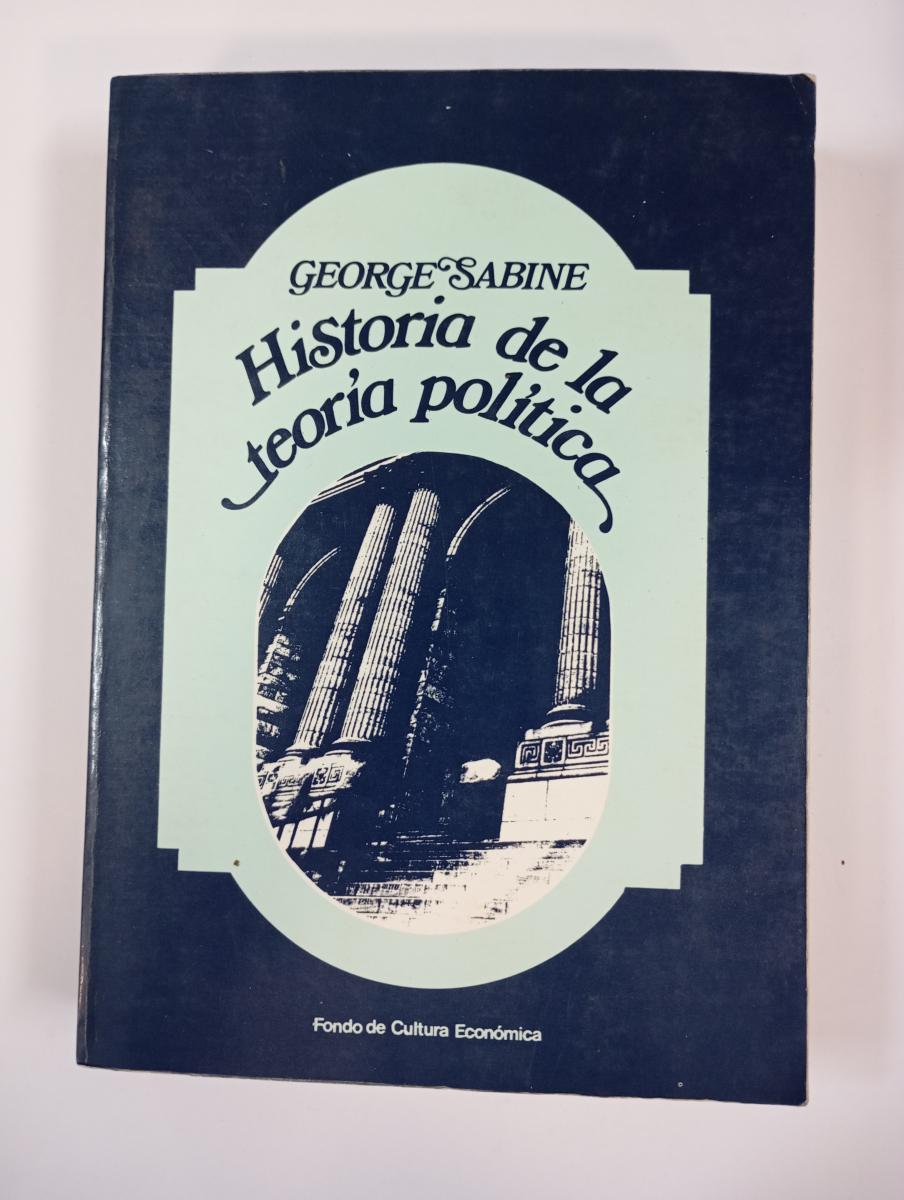 GEORGE SABINE
Historia de la
teoría política
Fondo de Cultura Económica